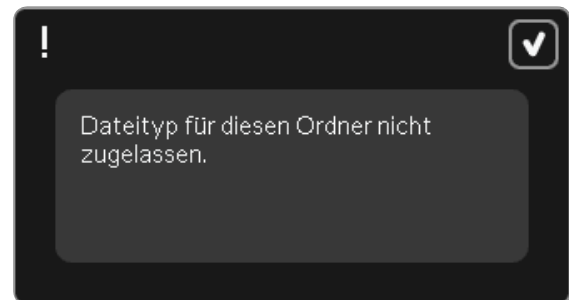 !
Dateityp für diesen Ordner nicht
zugelassen.